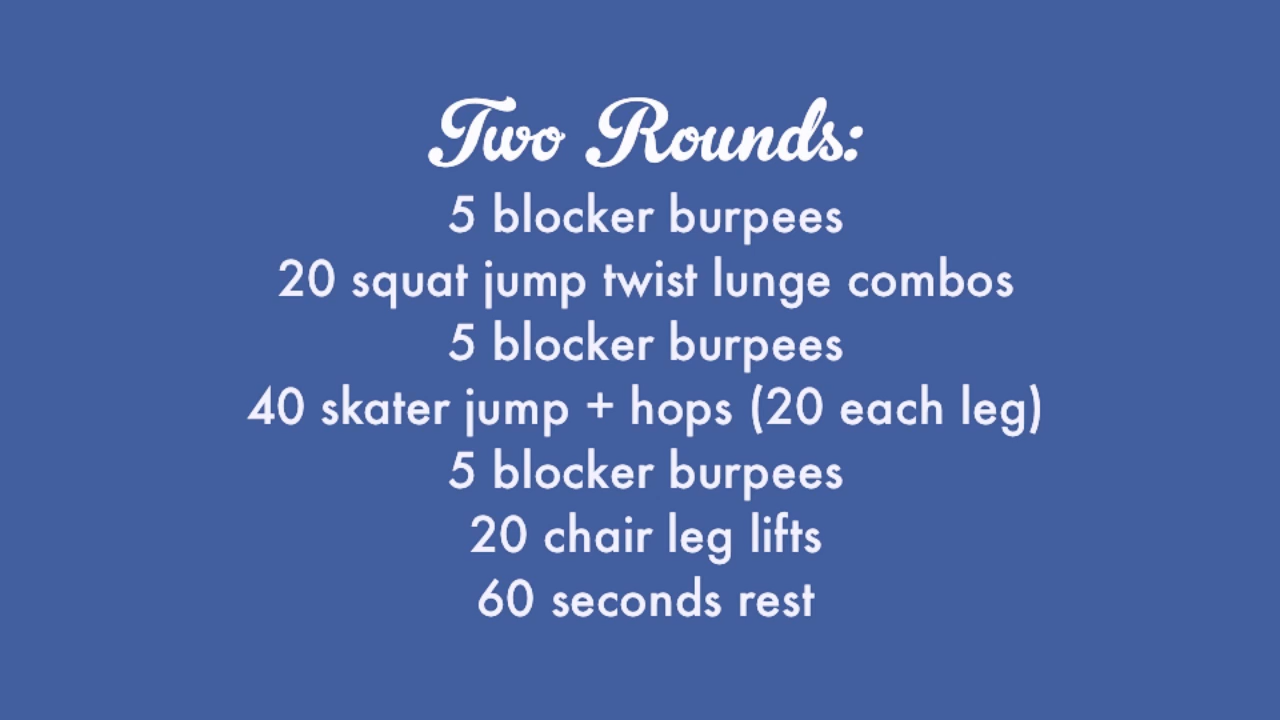 Two Rounds:
5 blocker burpees
20 squat jump twist lunge combos
5 blocker burpees
40 skater jump + hops (20 each leg)
5 blocker burpees
20 chair leg lifts
60 seconds rest